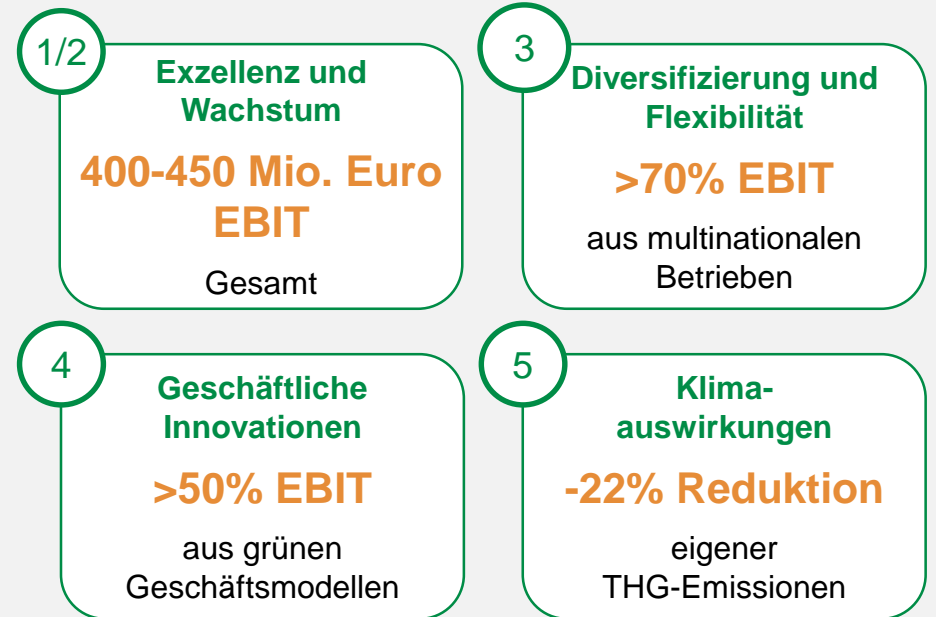 1/2
Exzellenz und
Wachstum
400-450 Mio. Euro
EBIT
Gesamt
3
Diversifizierung und
Flexibilität
>70% EBIT
aus multinationalen
Betrieben
4
Geschäftliche
Innovationen
>50% EBIT
aus grünen
Geschäftsmodellen
5
Klima-
auswirkungen
-22% Reduktion
eigener
THG-Emissionen